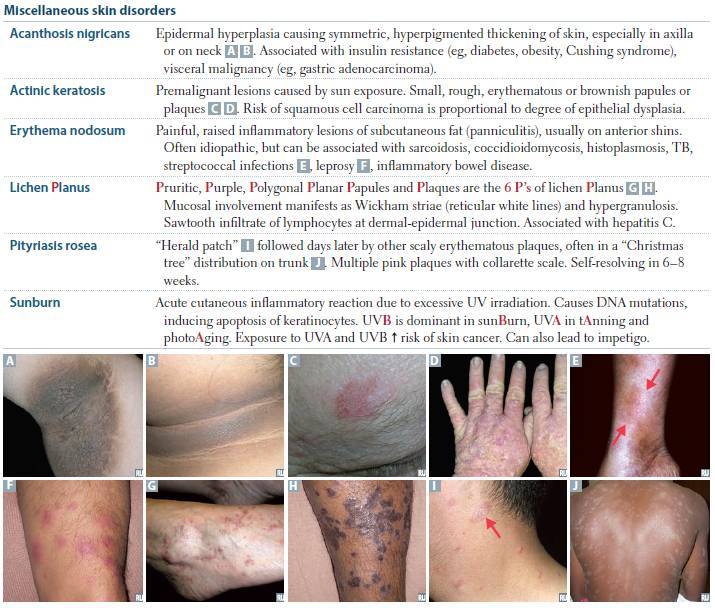 Miscellaneous skin disorders
Acanthosis nigricans
Epidermal hyperplasia causing symmetric, hyperpigmented thickening of skin, especially in axilla
or on neck A B. Associated with insulin resistance (eg, diabetes, obesity, Cushing syndrome),
visceral malignancy (eg, gastric adenocarcinoma).
Actinic keratosis
Premalignant lesions caused by sun exposure. Small, rough, erythematous or brownish papules or
plaques C D. Risk of squamous cell carcinoma is proportional to degree of epithelial dysplasia.
Erythema nodosum
Painful, raised inflammatory lesions of subcutaneous fat (panniculitis), usually on anterior shins.
Often idiopathic, but can be associated with sarcoidosis, coccidioidomycosis, histoplasmosis, TB,
streptococcal infections E, leprosy F, inflammatory bowel disease.
Lichen Planus
Pruritic, Purple, Polygonal Planar Papules and Plaques are the 6 P's of lichen Planus G H.
Mucosal involvement manifests as Wickham striae (reticular white lines) and hypergranulosis.
Sawtooth infiltrate of lymphocytes at dermal-epidermal junction. Associated with hepatitis C.
Pityriasis rosea
"Herald patch" I followed days later by other scaly erythematous plaques, often in a "Christmas
tree" distribution on trunk J. Multiple pink plaques with collarette scale. Self-resolving in 6–8
weeks.
Sunburn
Acute cutaneous inflammatory reaction due to excessive UV irradiation. Causes DNA mutations,
inducing apoptosis of keratinocytes. UVB is dominant in sunBurn, UVA in tAnning and
photoAging. Exposure to UVA and UVB ↑ risk of skin cancer. Can also lead to impetigo.
A
B
C
D
E
RU
RU
RU
RU
RU
F
G
H
I
J
RU
RU
RU
RU
RU